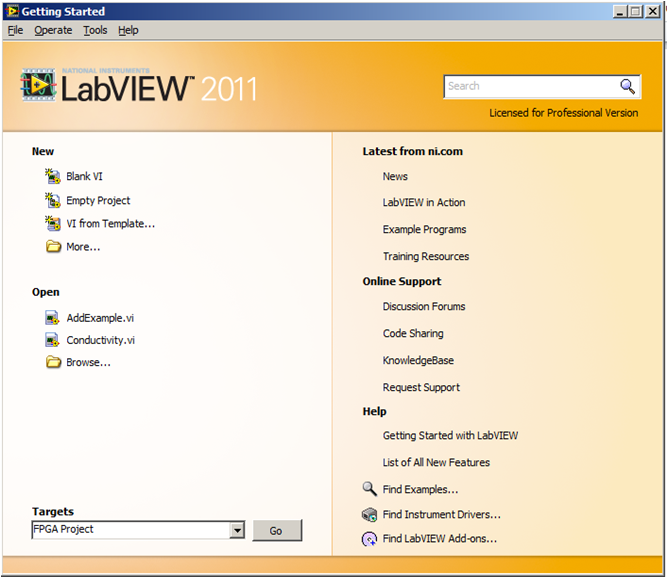 Getting Started
File Operate Tools Help
NATIONAL INSTRUMENTS
LabVIEW™ 2011
Search
Licensed for Professional Version
New
Blank VI
Empty Project
VI from Template...
More...
Open
AddExample.vi
Conductivity.vi
Browse...
Targets
FPGA Project
Go
Latest from ni.com
News
LabVIEW in Action
Example Programs
Training Resources
Online Support
Discussion Forums
Code Sharing
KnowledgeBase
Request Support
Help
Getting Started with LabVIEW
List of All New Features
Find Examples...
Find Instrument Drivers...
Find LabVIEW Add-ons...